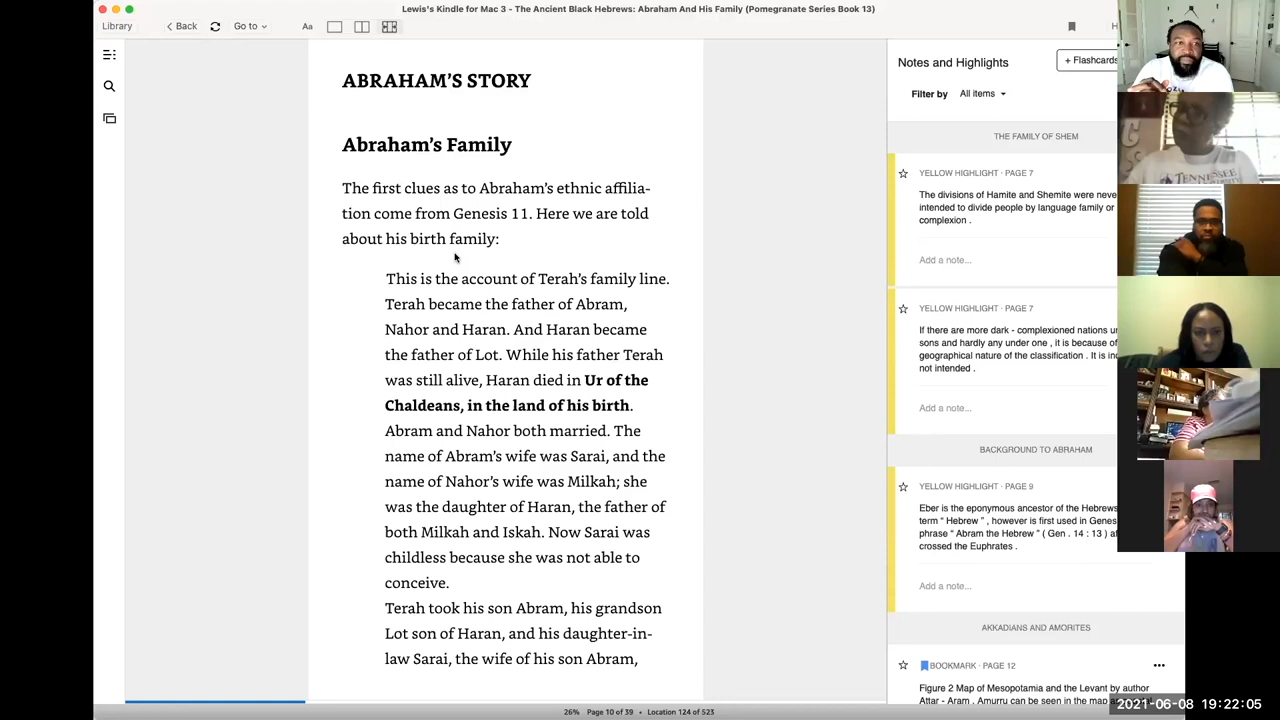 Lewis's Kindle for Mac 3 - The Ancient Black Hebrews: Abraham And His Family (Pomegranate Series Book 13)
Library
Back
Go to
Aa
ABRAHAM'S STORY
Abraham's Family
The first clues as to Abraham's ethnic affilia-
tion come from Genesis 11. Here we are told
about his birth family:
This is the account of Terah's family line.
Terah became the father of Abram,
Nahor and Haran. And Haran became
the father of Lot. While his father Terah
was still alive, Haran died in Ur of the
Chaldeans, in the land of his birth.
Abram and Nahor both married. The
name of Abram's wife was Sarai, and the
name of Nahor's wife was Milkah; she
was the daughter of Haran, the father of
both Milkah and Iskah. Now Sarai was
childless because she was not able to
conceive.
Terah took his son Abram, his grandson
Lot son of Haran, and his daughter-in-
law Sarai, the wife of his son Abram,
26% Page 10 of 39 • Location 124 of 523
Notes and Highlights
+ Flashcards
Filter by All items
THE FAMILY OF SHEM
YELLOW HIGHLIGHT · PAGE 7
The divisions of Hamite and Shemite were neve
intended to divide people by language family or
complexion .
Add a note...
YELLOW HIGHLIGHT · PAGE 7
If there are more dark - complexioned nations un
sons and hardly any under one , it is because of
geographical nature of the classification . It is inc
not intended .
Add a note...
BACKGROUND TO ABRAHAM
YELLOW HIGHLIGHT · PAGE 9
Eber is the eponymous ancestor of the Hebrews
term " Hebrew " , however is first used in Genes
phrase " Abram the Hebrew " ( Gen . 14 : 13 ) af
crossed the Euphrates .
Add a note...
AKKADIANS AND AMORITES
BOOKMARK · PAGE 12
Figure 2 Map of Mesopotamia and the Levant by author
Attar - Aram . Amurru can be seen in the map as
TENNESSEE
2021-06-08 19:22:05